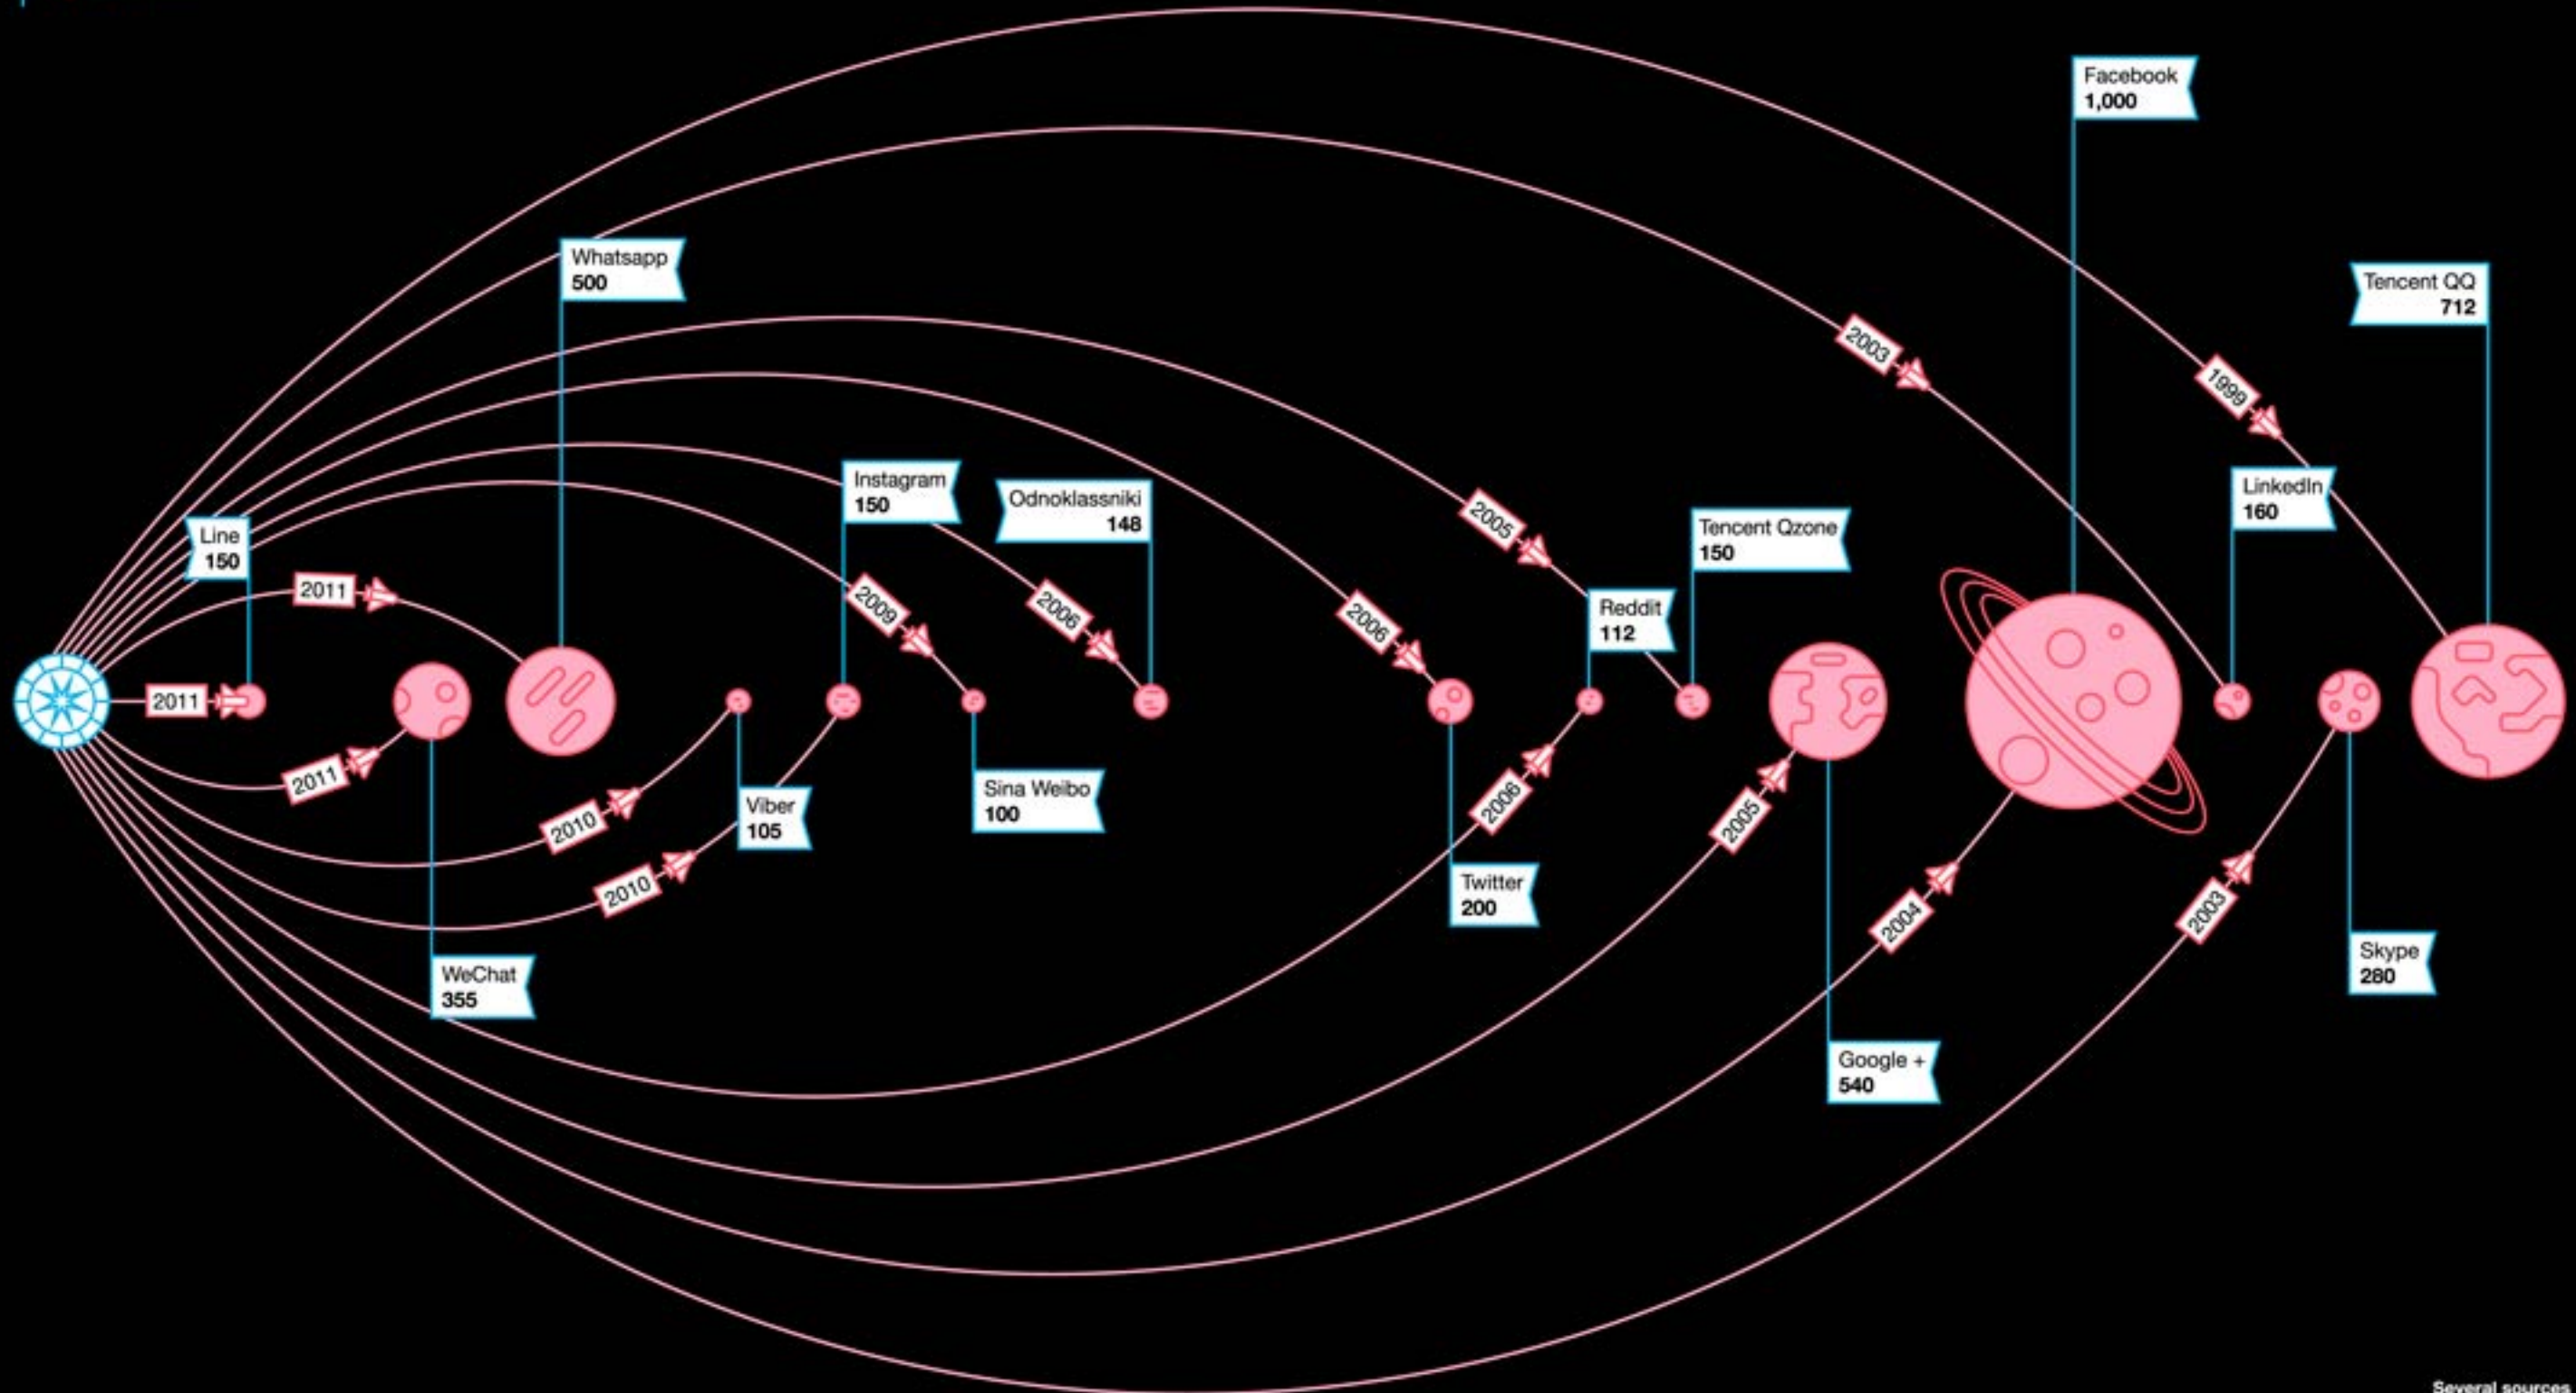 Facebook
1,000
Whatsapp
500
Tencent QQ
712
2003
1999
Instagram
150
Odnoklassniki
148
LinkedIn
160
2005
Tencent Qzone
150
Line
150
2011
2009
2006
2006
Reddit
112
2011
2011
2010
Viber
105
Sina Weibo
100
2006
2005
2010
Twitter
200
2004
2003
WeChat
355
Skype
280
Google +
540
Several sources